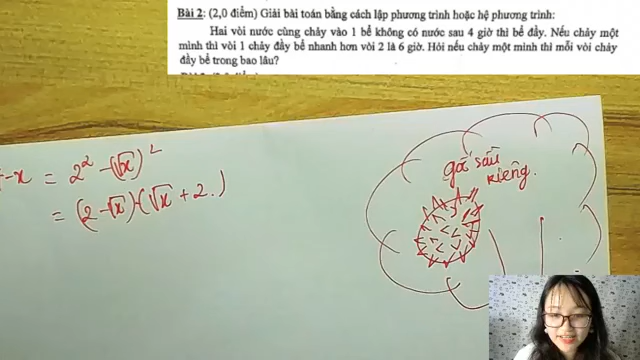 Bài 2: (2,0 điểm) Giải bài toán bằng cách lập phương trình hoặc hệ phương trình:
Hai vòi nước cùng chảy vào 1 bể không có nước sau 4 giờ thì bể đầy. Nếu chảy một
mình thì vòi 1 chảy đầy bể nhanh hơn vòi 2 là 6 giờ. Hỏi nếu chảy một mình thì mỗi vòi chảy
đầy bể trong bao lâu?
-x = 2² - (√x)²
= (2 - √x)·(√x + 2)
gố sầu
riêng.